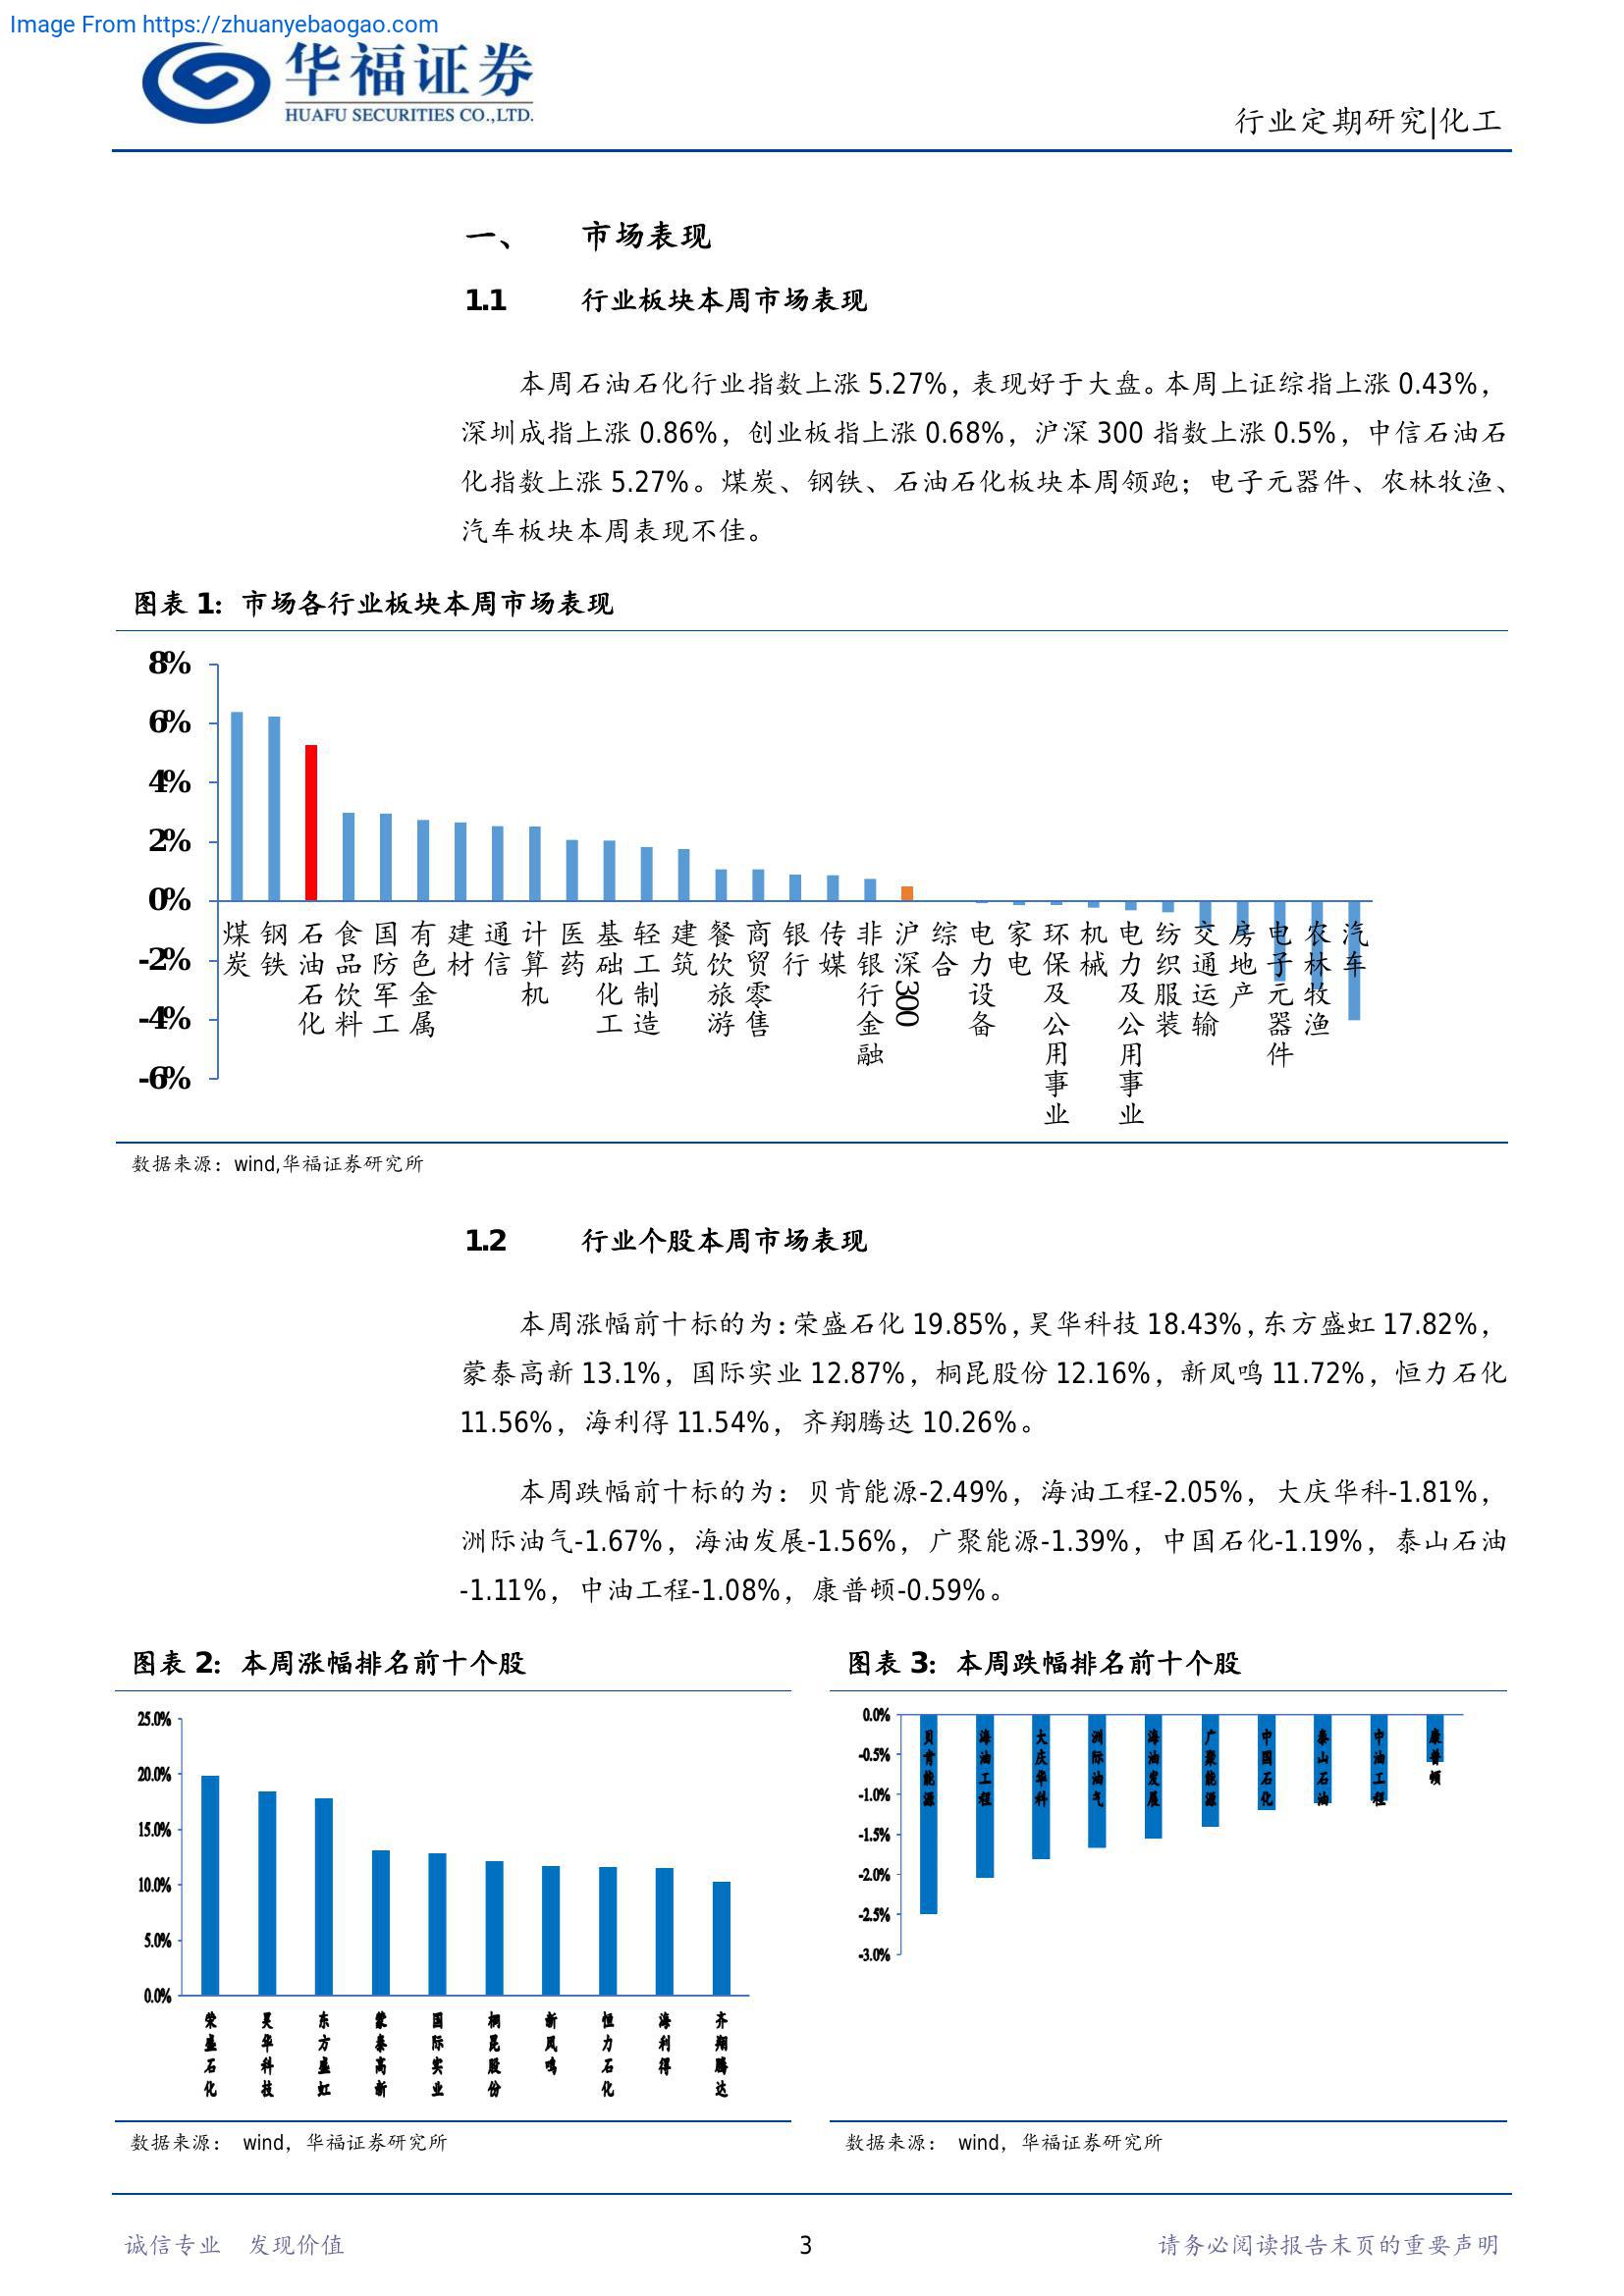 Image From https://zhuanyebaogao.com
华福证券
HUAFU SECURITIES CO.,LTD.
行业定期研究|化工
一、 市场表现
1.1 行业板块本周市场表现
本周石油石化行业指数上涨 5.27%，表现好于大盘。本周上证综指上涨 0.43%，
深圳成指上涨 0.86%，创业板指上涨 0.68%，沪深 300 指数上涨 0.5%，中信石油石
化指数上涨 5.27%。煤炭、钢铁、石油石化板块本周领跑；电子元器件、农林牧渔、
汽车板块本周表现不佳。
图表 1：市场各行业板块本周市场表现
8%
6%
4%
2%
0%
-2%
-4%
-6%
煤炭
钢铁
石油石化
食品饮料
国防军工
有色金属
建材
通信
计算机
医药
基础化工
轻工制造
建筑
餐饮旅游
商贸零售
银行
传媒
非银行金融
沪深300
综合
电力设备
家电
环保及公用事业
机械
电力及公用事业
纺织服装
交通运输
房地产
电子元器件
农林牧渔
汽车
数据来源：wind,华福证券研究所
1.2 行业个股本周市场表现
本周涨幅前十标的为：荣盛石化 19.85%，昊华科技 18.43%，东方盛虹 17.82%，
蒙泰高新 13.1%，国际实业 12.87%，桐昆股份 12.16%，新凤鸣 11.72%，恒力石化
11.56%，海利得 11.54%，齐翔腾达 10.26%。
本周跌幅前十标的为：贝肯能源-2.49%，海油工程-2.05%，大庆华科-1.81%，
洲际油气-1.67%，海油发展-1.56%，广聚能源-1.39%，中国石化-1.19%，泰山石油
-1.11%，中油工程-1.08%，康普顿-0.59%。
图表 2：本周涨幅排名前十个股
25.0%
20.0%
15.0%
10.0%
5.0%
0.0%
荣盛石化
昊华科技
东方盛虹
蒙泰高新
国际实业
桐昆股份
新凤鸣
恒力石化
海利得
齐翔腾达
数据来源： wind，华福证券研究所
图表 3：本周跌幅排名前十个股
0.0%
-0.5%
-1.0%
-1.5%
-2.0%
-2.5%
-3.0%
贝肯能源
海油工程
大庆华科
洲际油气
海油发展
广聚能源
中国石化
泰山石油
中油工程
康普顿
数据来源： wind，华福证券研究所
诚信专业 发现价值
3
请务必阅读报告末页的重要声明